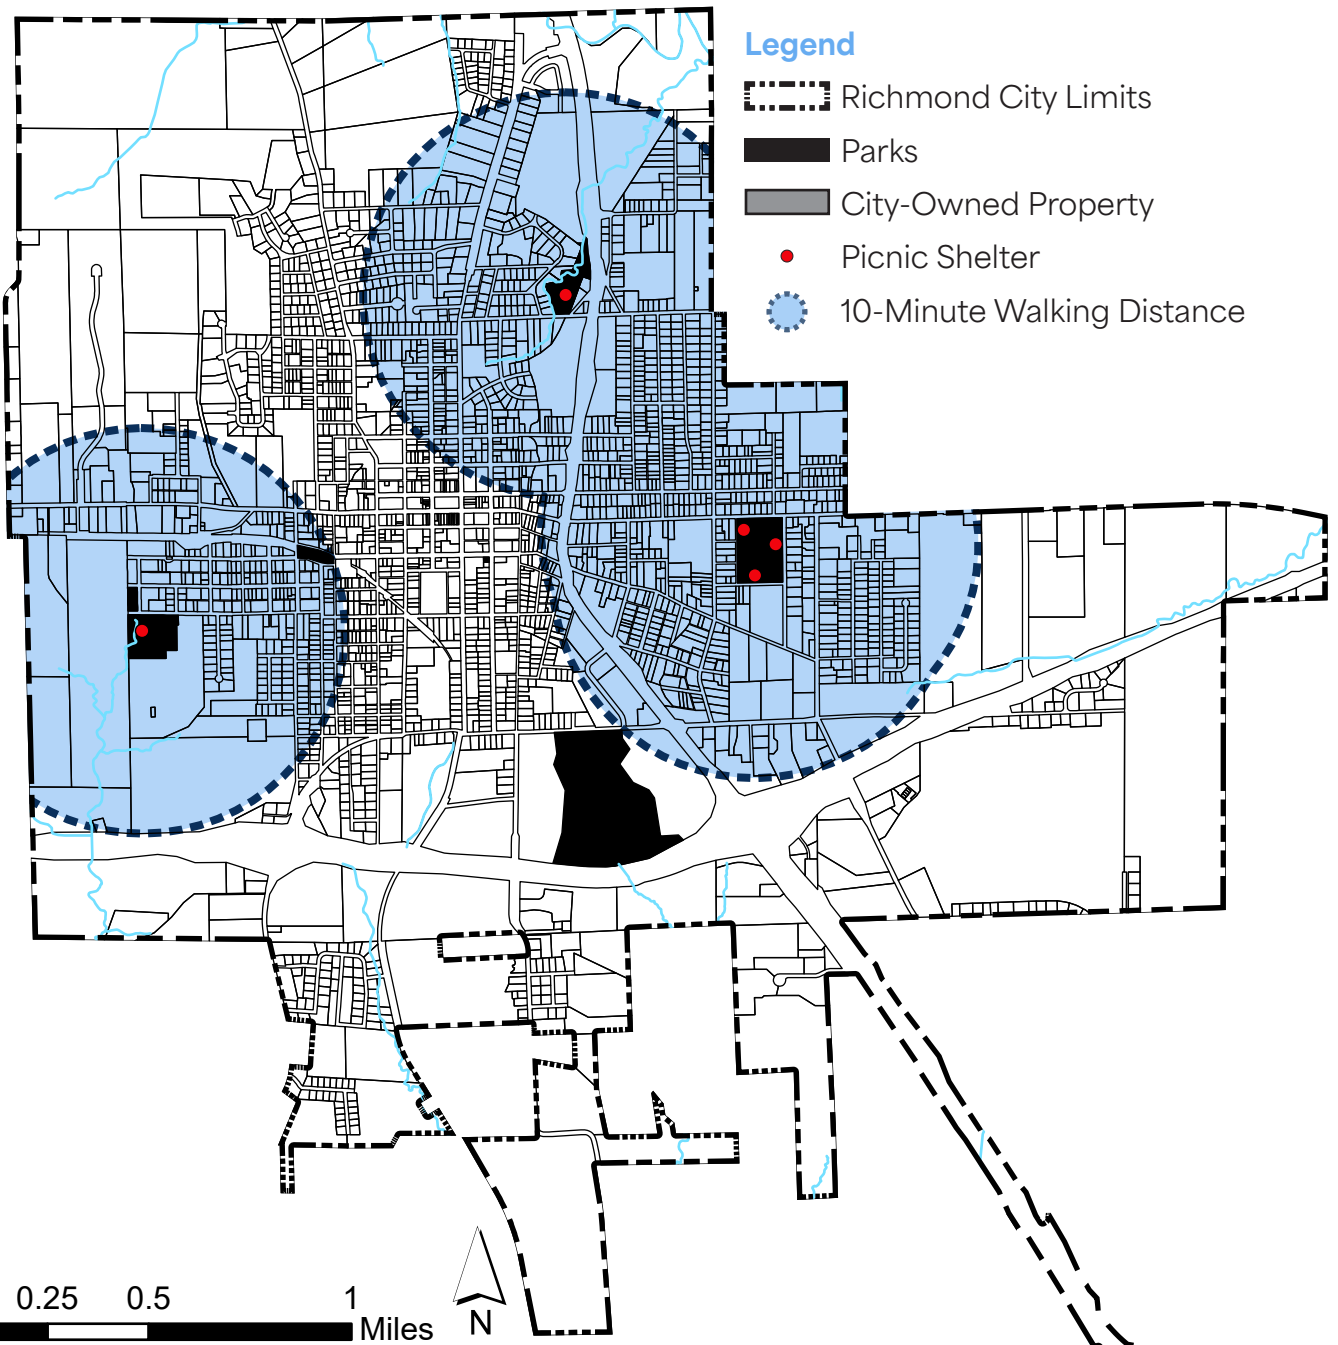 Legend
Richmond City Limits
Parks
City-Owned Property
Picnic Shelter
10-Minute Walking Distance
0.25 0.5 1
Miles
N